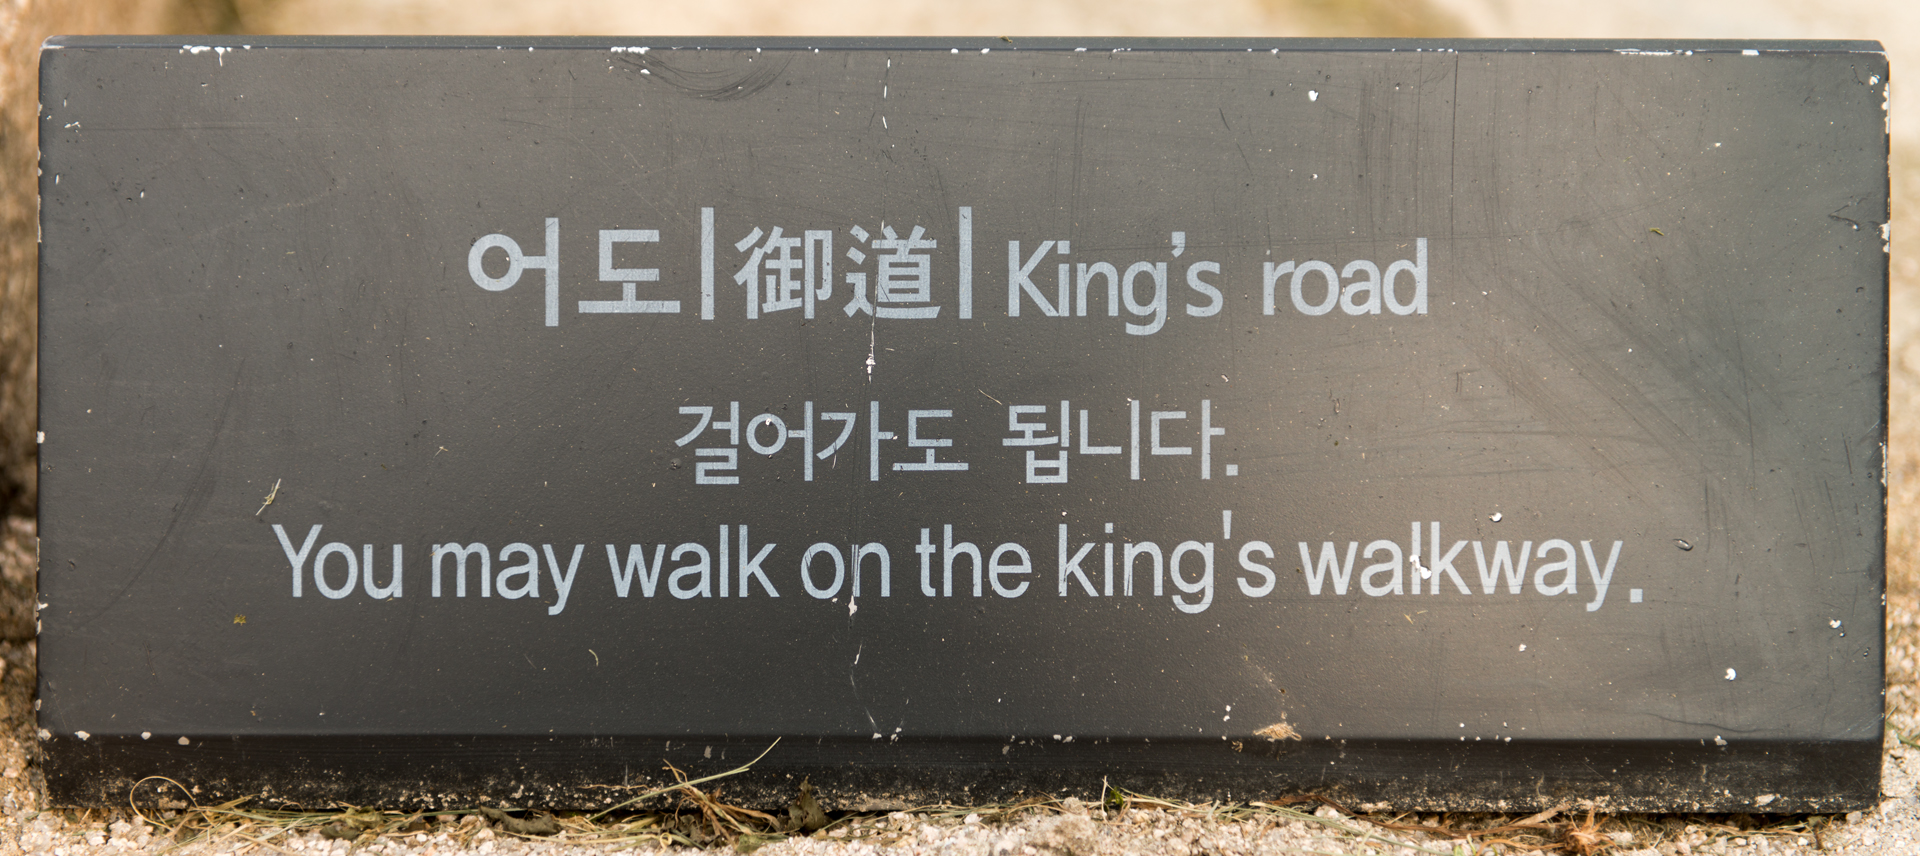 어도|御道|King's road
걸어가도 됩니다.
You may walk on the king's walkway.